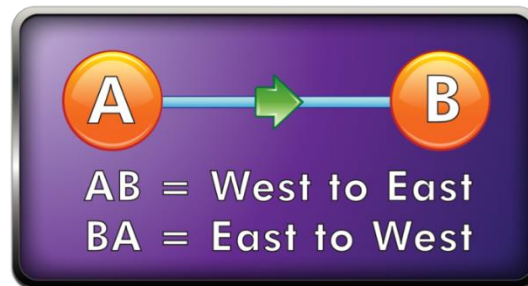 A B
AB = West to East
BA = East to West